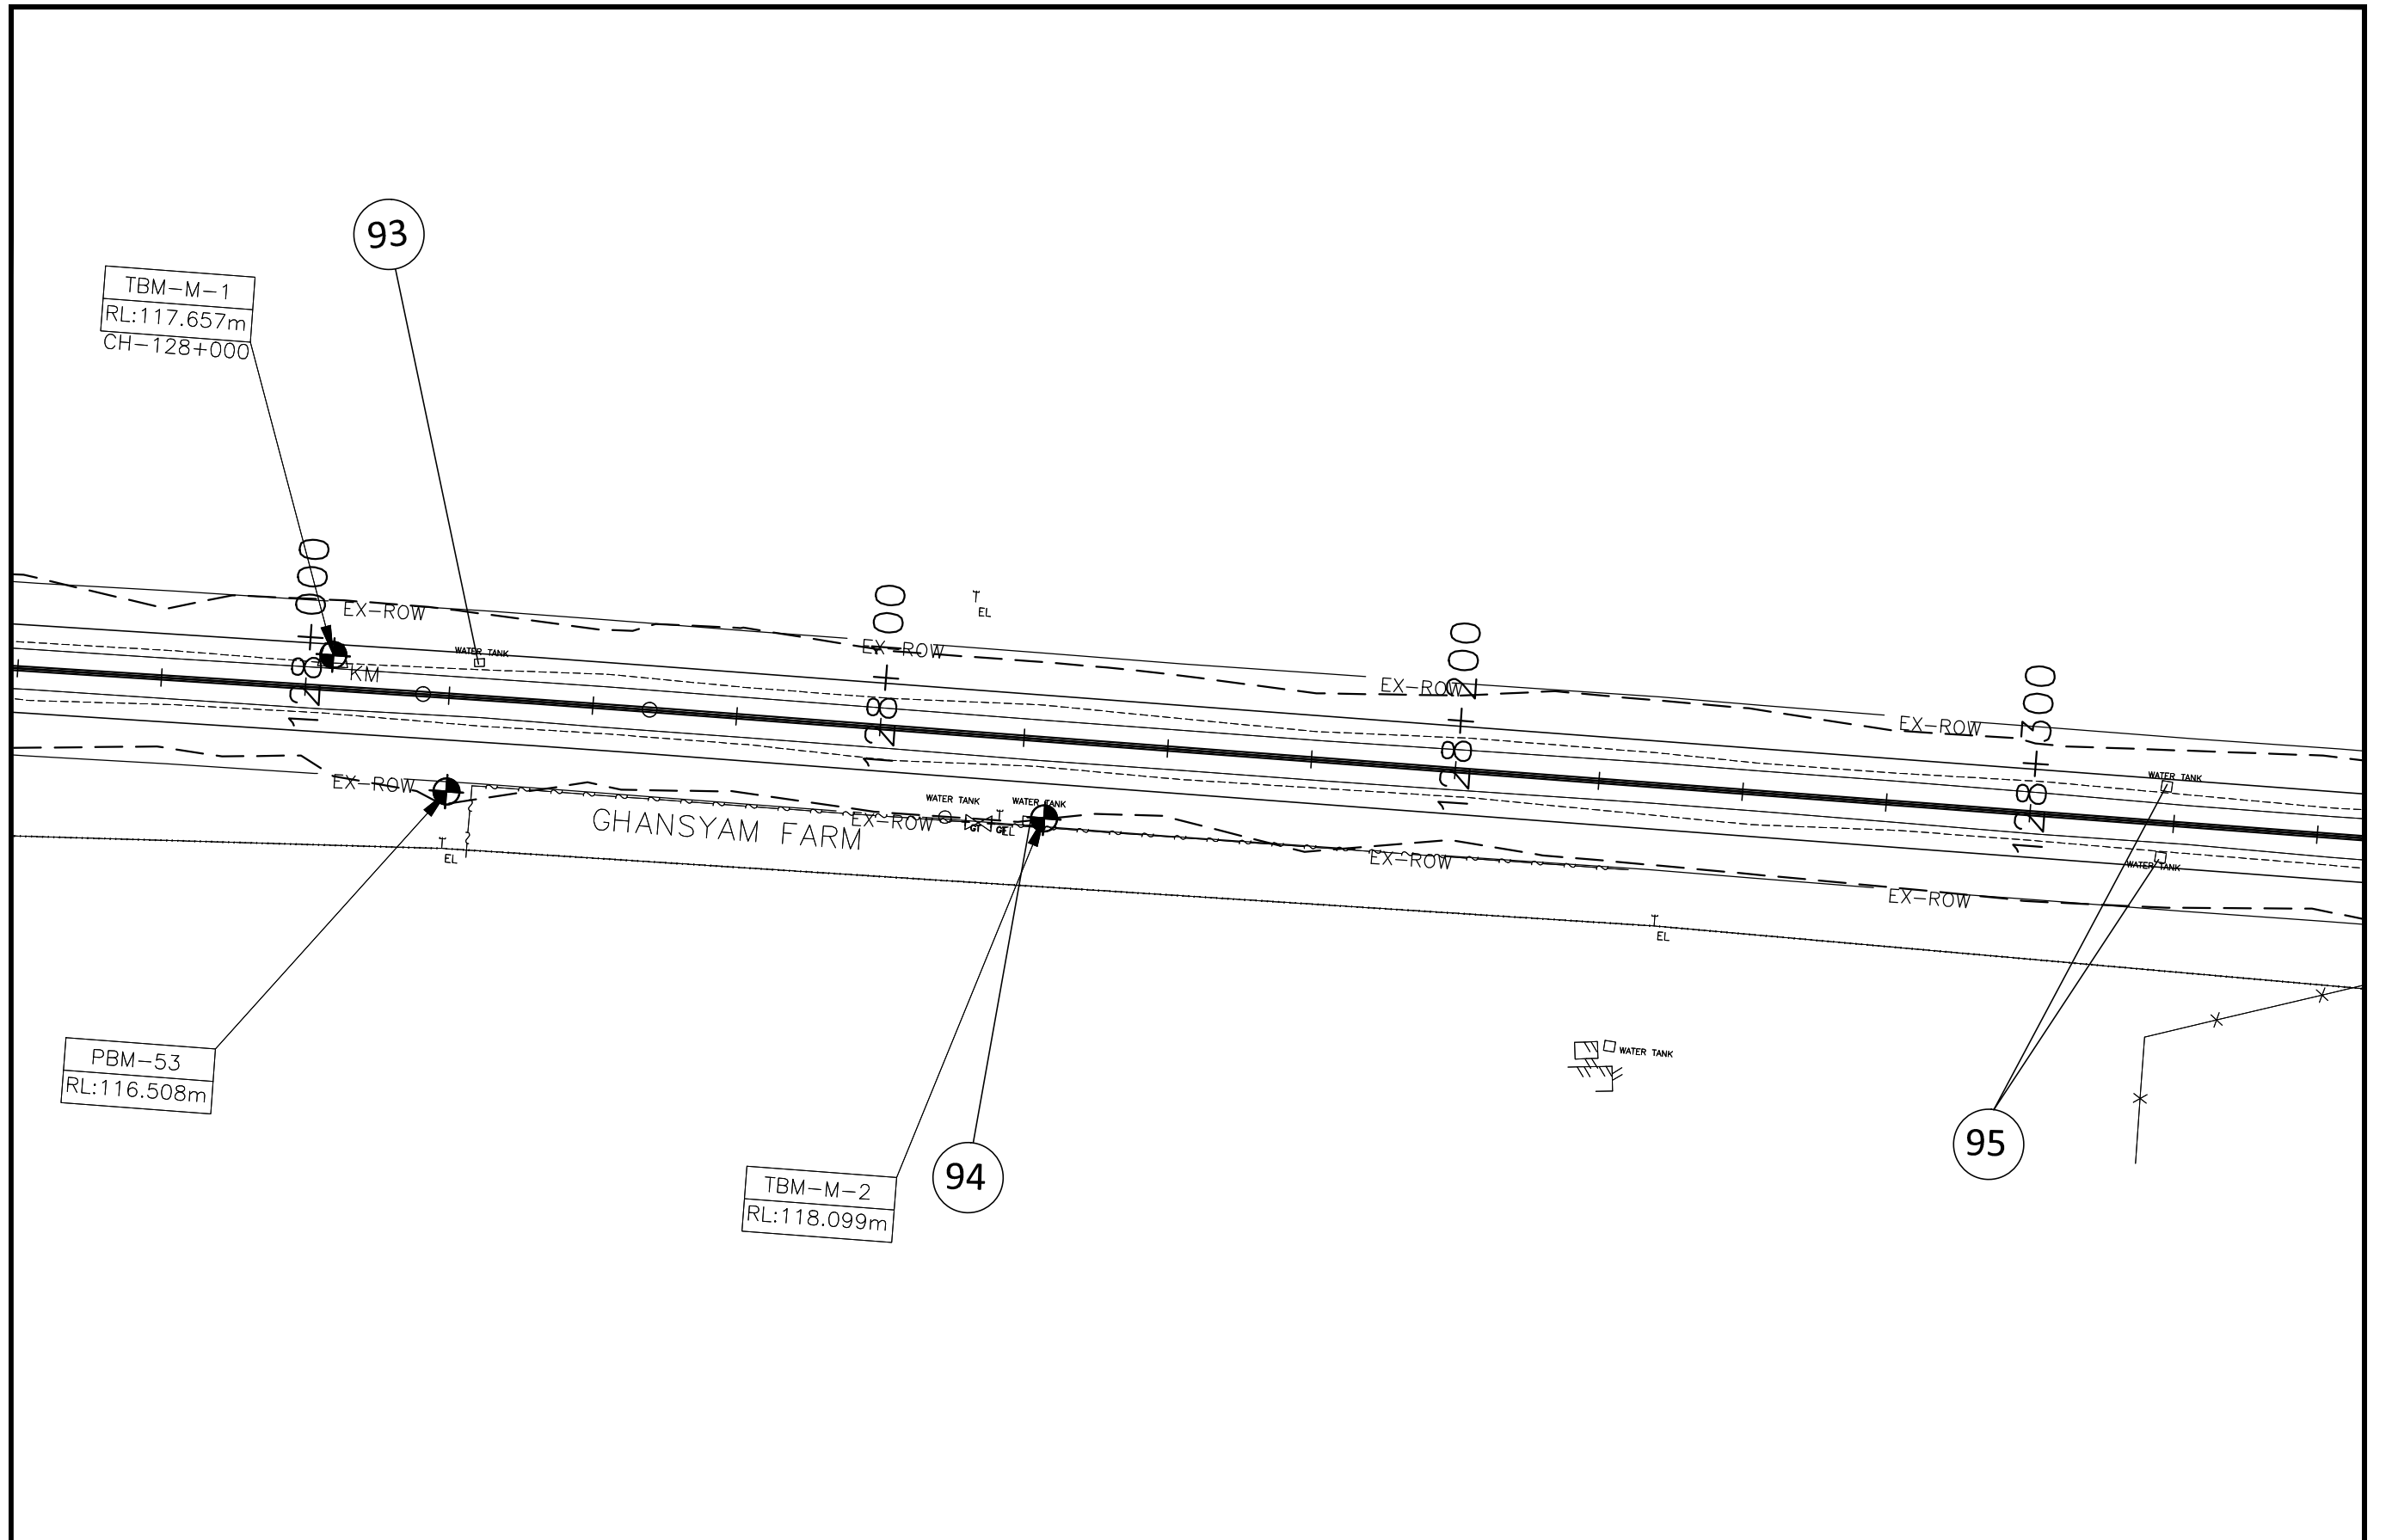 93
TBM-M-1
RL:117.657m
CH-128+000
128+000
EX-ROW
KM
WATER TANK
128+100
EX-ROW
EL
EX-ROW
128+200
EX-ROW
128+300
WATER TANK
EX-ROW
EL
GHANSYAM FARM
EX-ROW
WATER TANK
WATER TANK
GT
EL
EX-ROW
EX-ROW
WATER TANK
EL
WATER TANK
PBM-53
RL:116.508m
TBM-M-2
RL:118.099m
94
95